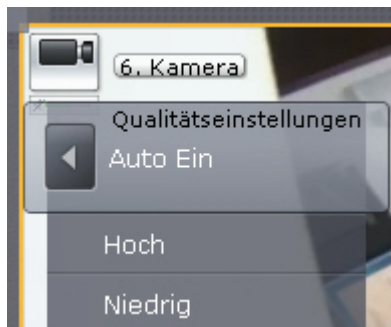 6. Kamera
Qualitätseinstellungen
Auto Ein
Hoch
Niedrig